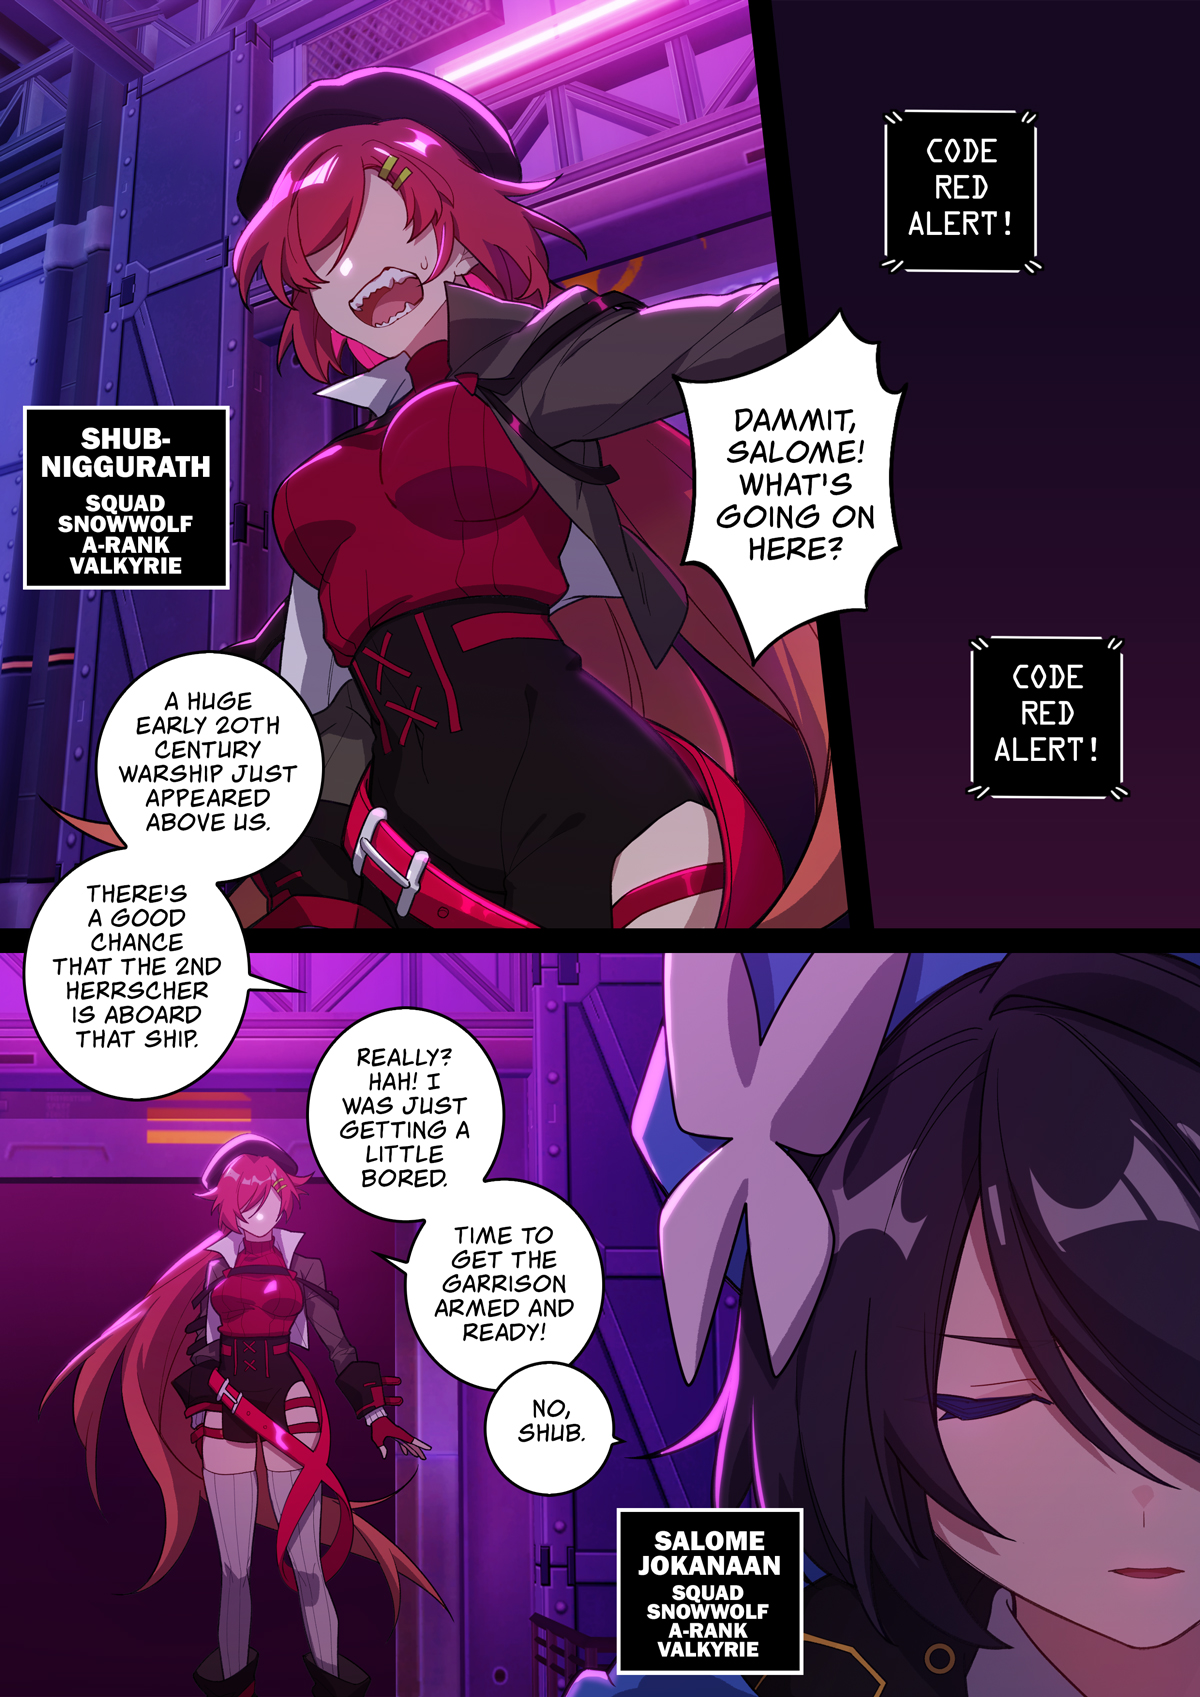 CODE
RED
ALERT!
DAMMIT,
SALOME!
WHAT'S
GOING ON
HERE?
SHUB-
NIGGURATH
SQUAD
SNOWWOLF
A-RANK
VALKYRIE
CODE
RED
ALERT!
A HUGE
EARLY 20TH
CENTURY
WARSHIP JUST
APPEARED
ABOVE US.
THERE'S
A GOOD
CHANCE
THAT THE 2ND
HERRSCHER
IS ABOARD
THAT SHIP.
REALLY?
HAH! I
WAS JUST
GETTING A
LITTLE
BORED.
TIME TO
GET THE
GARRISON
ARMED AND
READY!
NO,
SHUB.
SALOME
JOKANAAN
SQUAD
SNOWWOLF
A-RANK
VALKYRIE